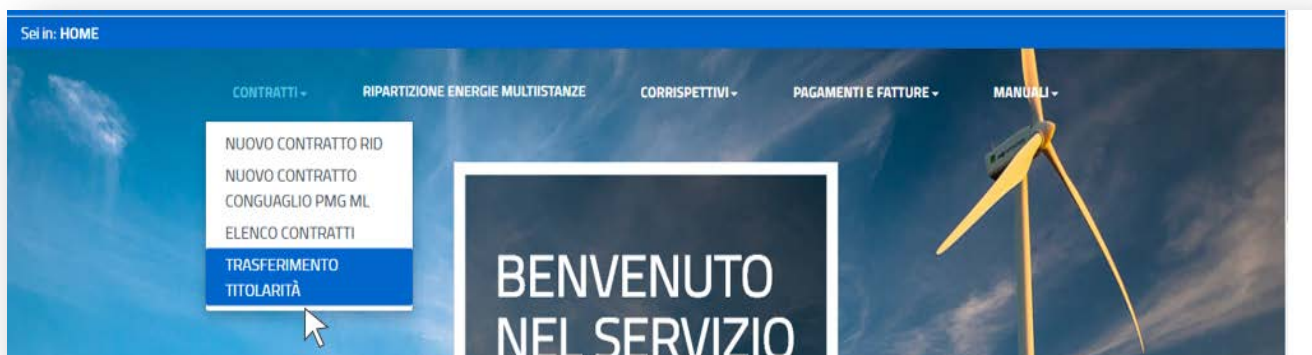 Sei in: HOME
CONTRATTI RIPARTIZIONE ENERGIE MULTIISTANZE CORRISPETTIVI PAGAMENTI E FATTURE MANUALI
NUOVO CONTRATTO RID
NUOVO CONTRATTO
CONGUAGLIO PMG ML
ELENCO CONTRATTI
TRASFERIMENTO
TITOLARITÀ
BENVENUTO
NEL SERVIZIO